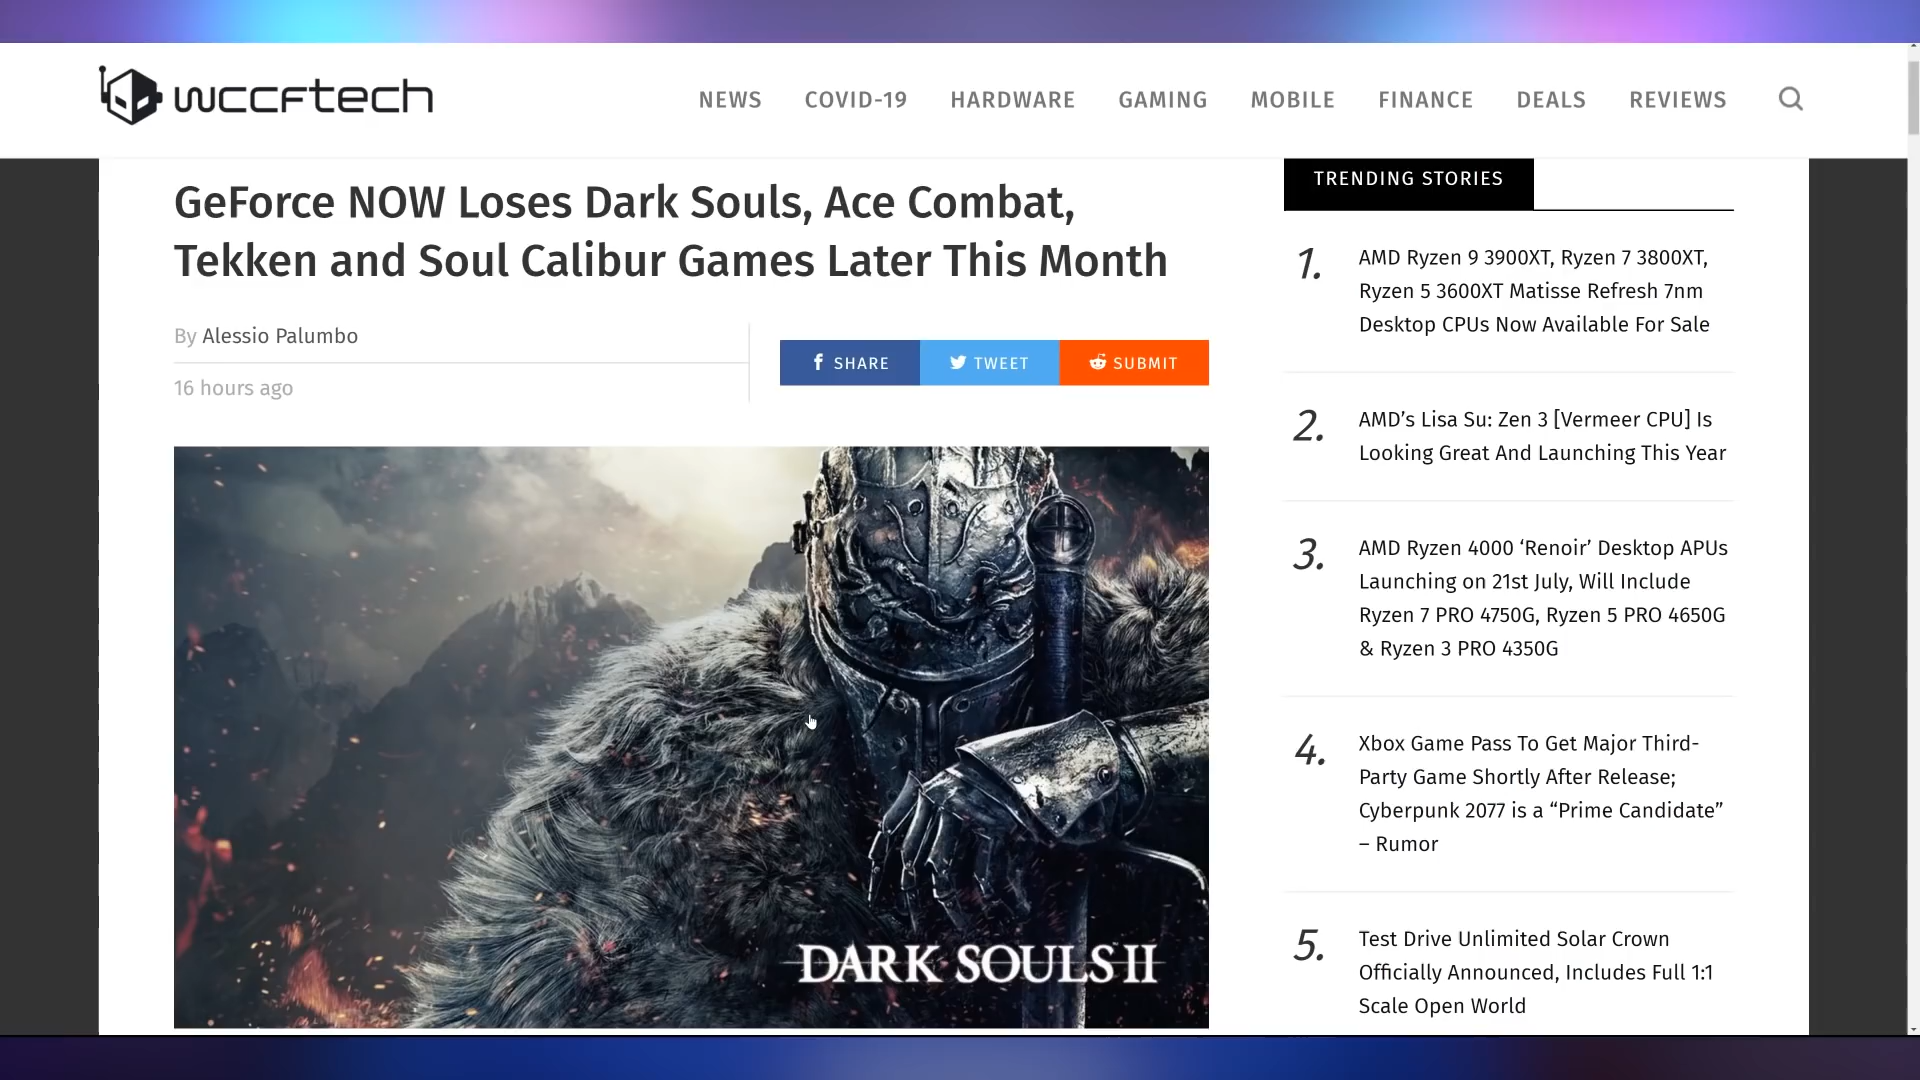 wccftech
NEWS
COVID-19
HARDWARE
GAMING
MOBILE
FINANCE
DEALS
REVIEWS
GeForce NOW Loses Dark Souls, Ace Combat,
Tekken and Soul Calibur Games Later This Month
By Alessio Palumbo
16 hours ago
SHARE
TWEET
SUBMIT
DARK SOULS II
TRENDING STORIES
1.
AMD Ryzen 9 3900XT, Ryzen 7 3800XT,
Ryzen 5 3600XT Matisse Refresh 7nm
Desktop CPUs Now Available For Sale
2.
AMD’s Lisa Su: Zen 3 [Vermeer CPU] Is
Looking Great And Launching This Year
3.
AMD Ryzen 4000 ‘Renoir’ Desktop APUs
Launching on 21st July, Will Include
Ryzen 7 PRO 4750G, Ryzen 5 PRO 4650G
& Ryzen 3 PRO 4350G
4.
Xbox Game Pass To Get Major Third-
Party Game Shortly After Release;
Cyberpunk 2077 is a “Prime Candidate”
– Rumor
5.
Test Drive Unlimited Solar Crown
Officially Announced, Includes Full 1:1
Scale Open World